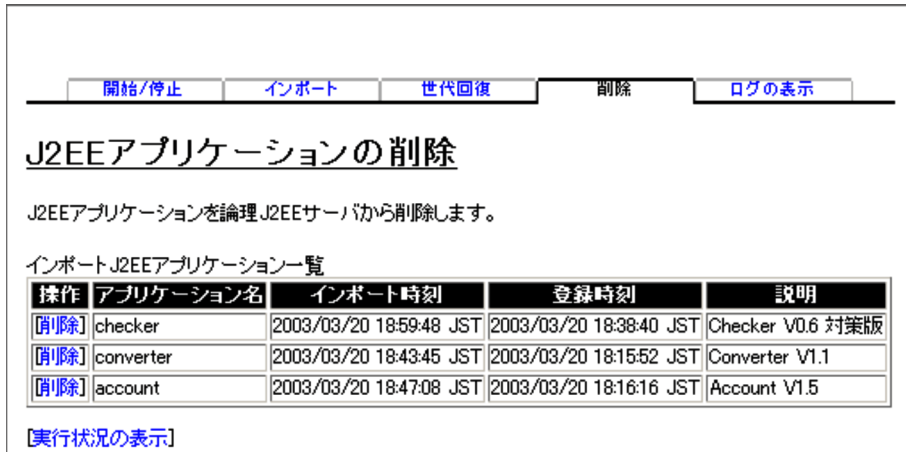 開始/停止 インポート 世代回復 削除 ログの表示
J2EEアプリケーションの削除
J2EEアプリケーションを論理J2EEサーバから削除します。
インポートJ2EEアプリケーション一覧
操作 アプリケーション名 インポート時刻 登録時刻 説明
[削除] checker 2003/03/20 18:59:48 JST 2003/03/20 18:38:40 JST Checker V0.6 対策版
[削除] converter 2003/03/20 18:43:45 JST 2003/03/20 18:15:52 JST Converter V1.1
[削除] account 2003/03/20 18:47:08 JST 2003/03/20 18:16:16 JST Account V1.5
[実行状況の表示]